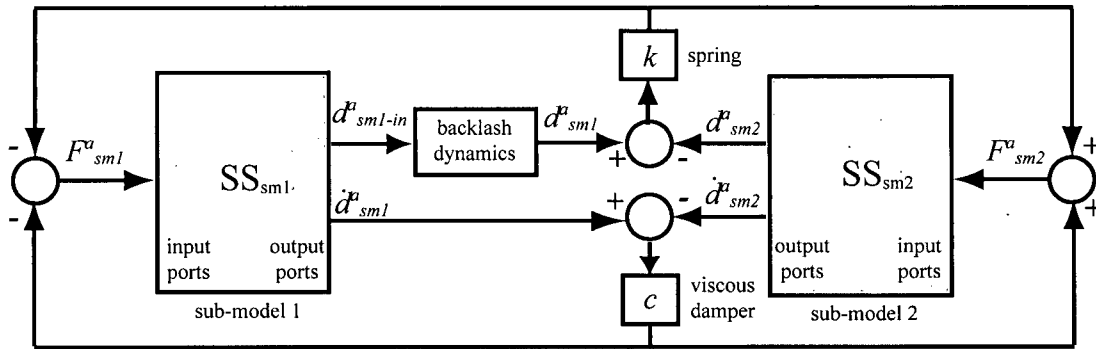 k
spring
-
F^a_sm1
-
SS_sm1
input
ports
output
ports
sub-model 1
d^a_sm1-in
backlash
dynamics
d^a_sm1
+
-
d^a_sm2
ḋ^a_sm1
+
-
ḋ^a_sm2
c
viscous
damper
SS_sm2
output
ports
input
ports
sub-model 2
F^a_sm2
+
+